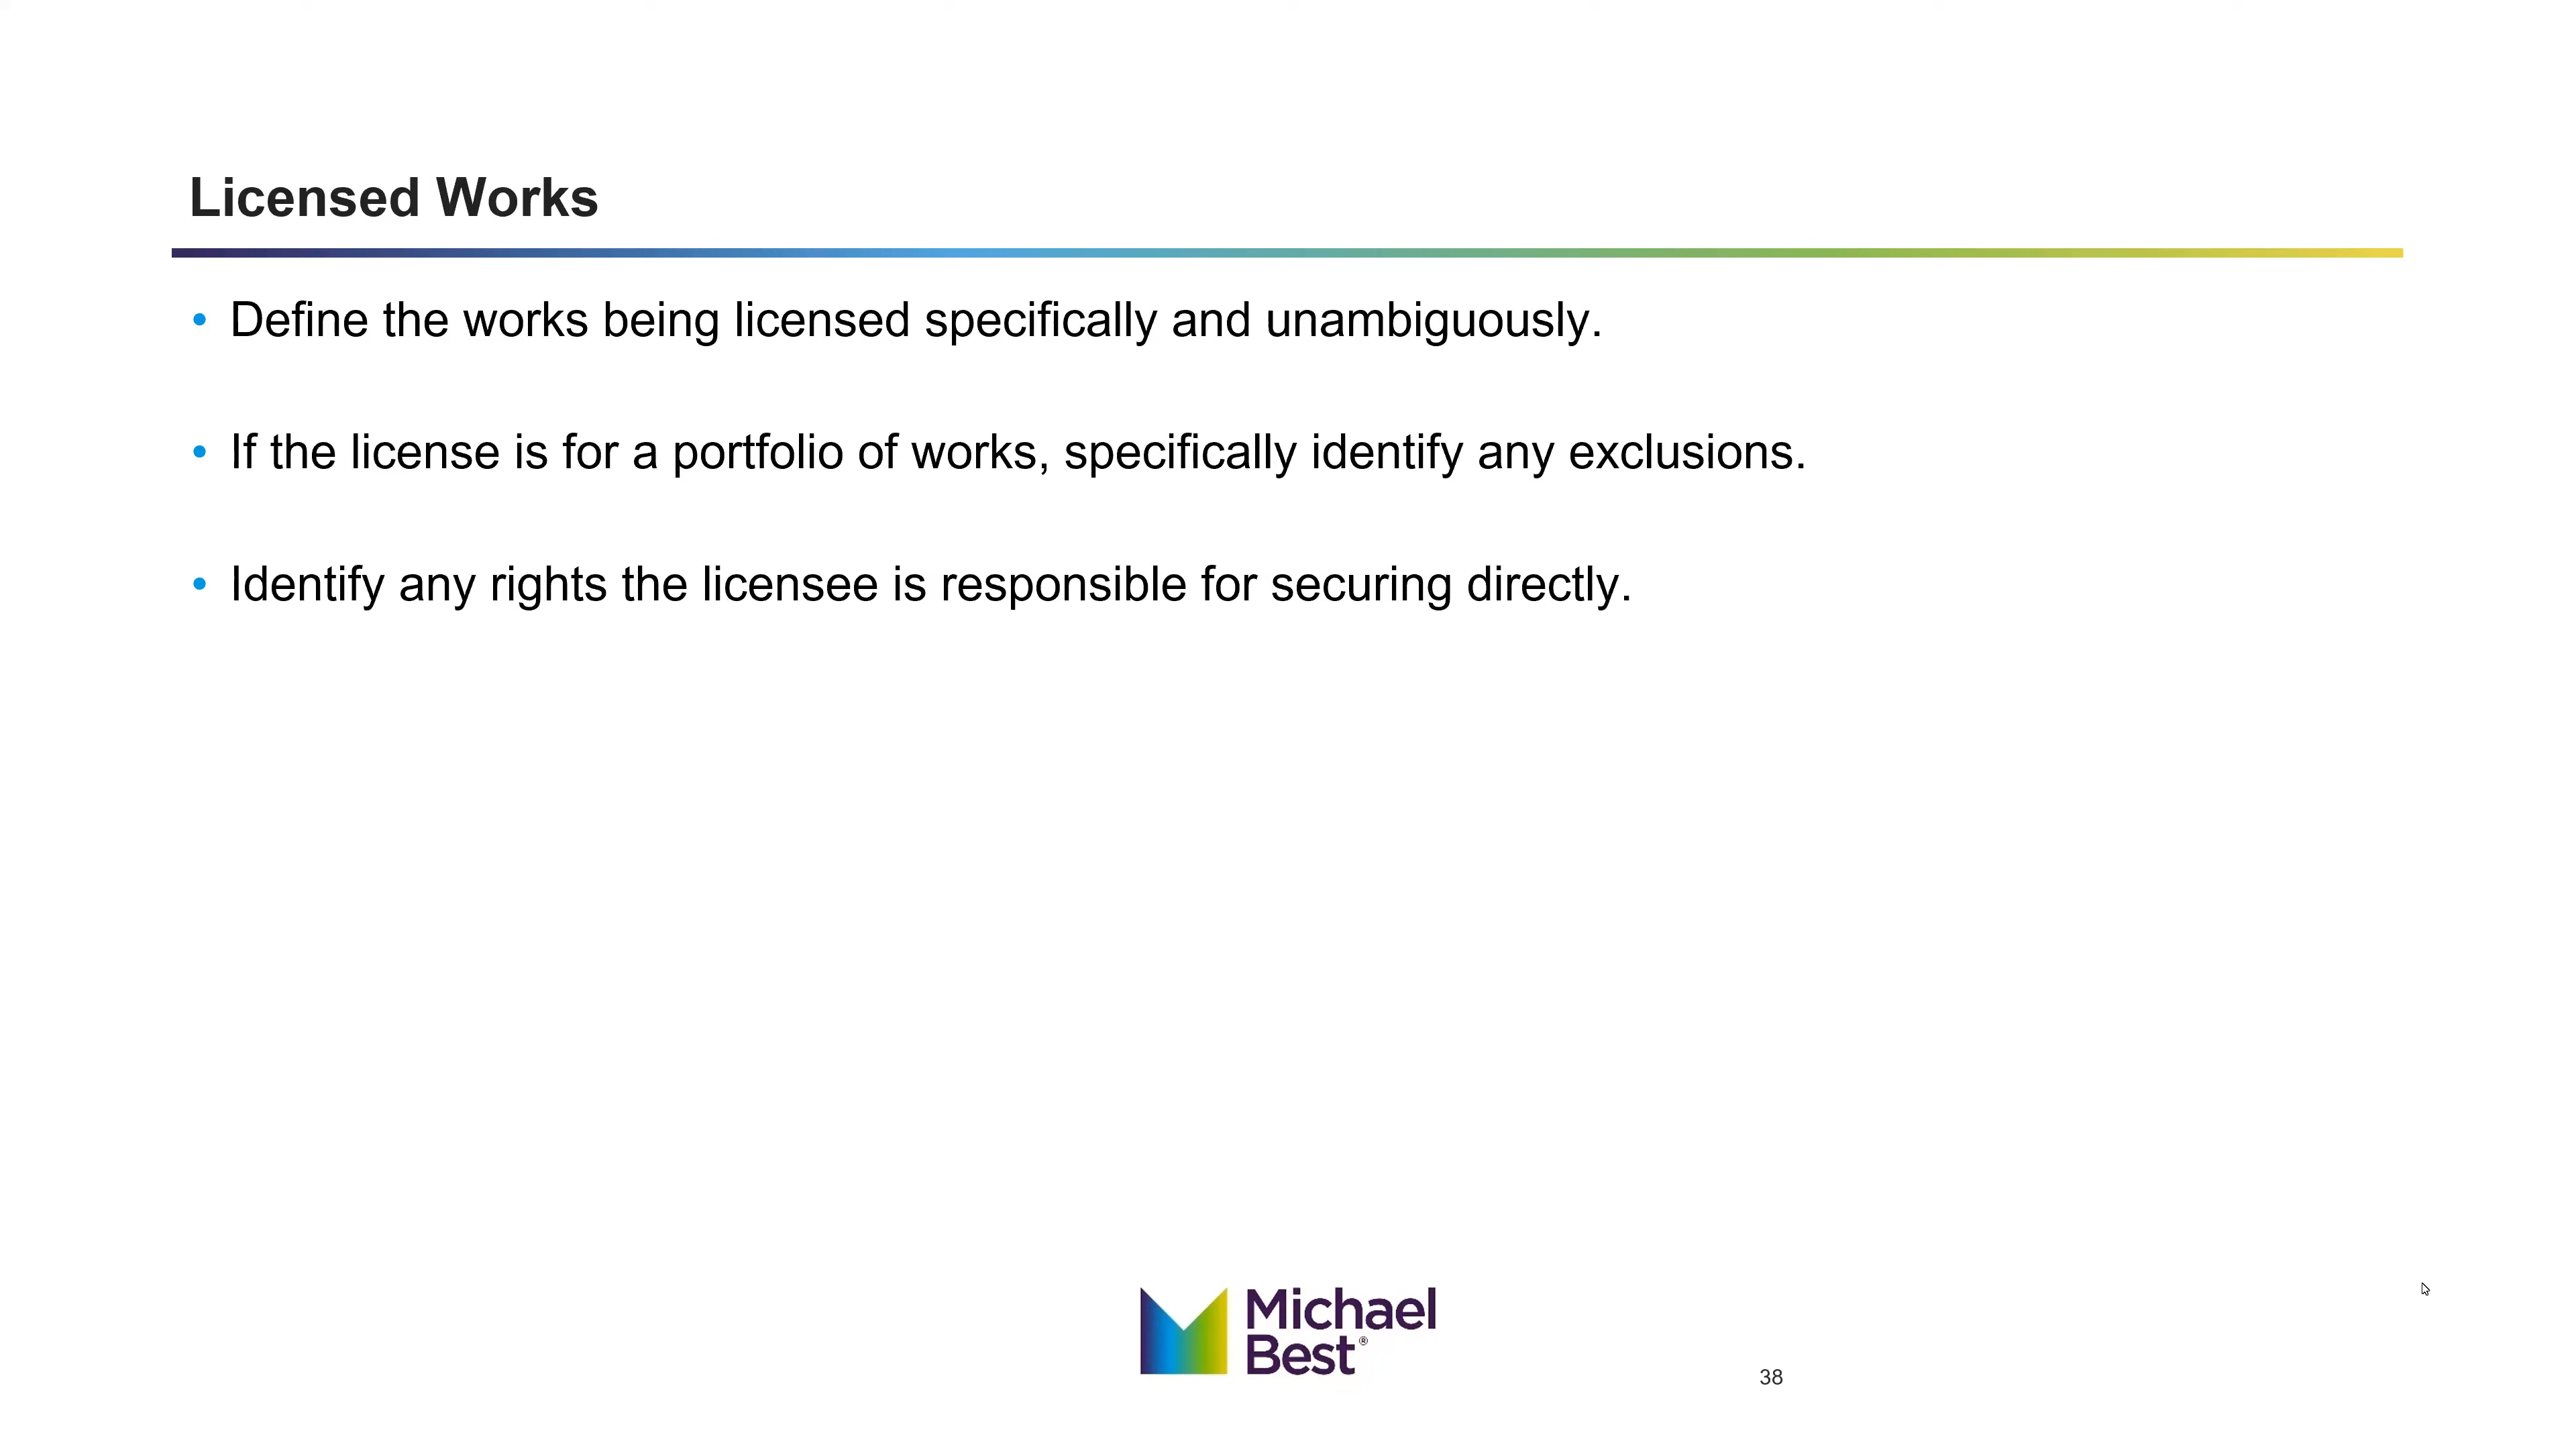 Licensed Works
• Define the works being licensed specifically and unambiguously.
• If the license is for a portfolio of works, specifically identify any exclusions.
• Identify any rights the licensee is responsible for securing directly.
Michael
Best®
38